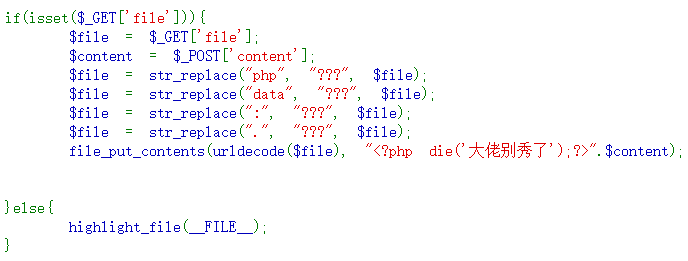 if(isset($_GET['file'])){
$file = $_GET['file'];
$content = $_POST['content'];
$file = str_replace("php", "???", $file);
$file = str_replace("data", "???", $file);
$file = str_replace(":", "???", $file);
$file = str_replace(".", "???", $file);
file_put_contents(urldecode($file), "<?php die('大佬别秀了');?>".$content);
}else{
highlight_file(__FILE__);
}